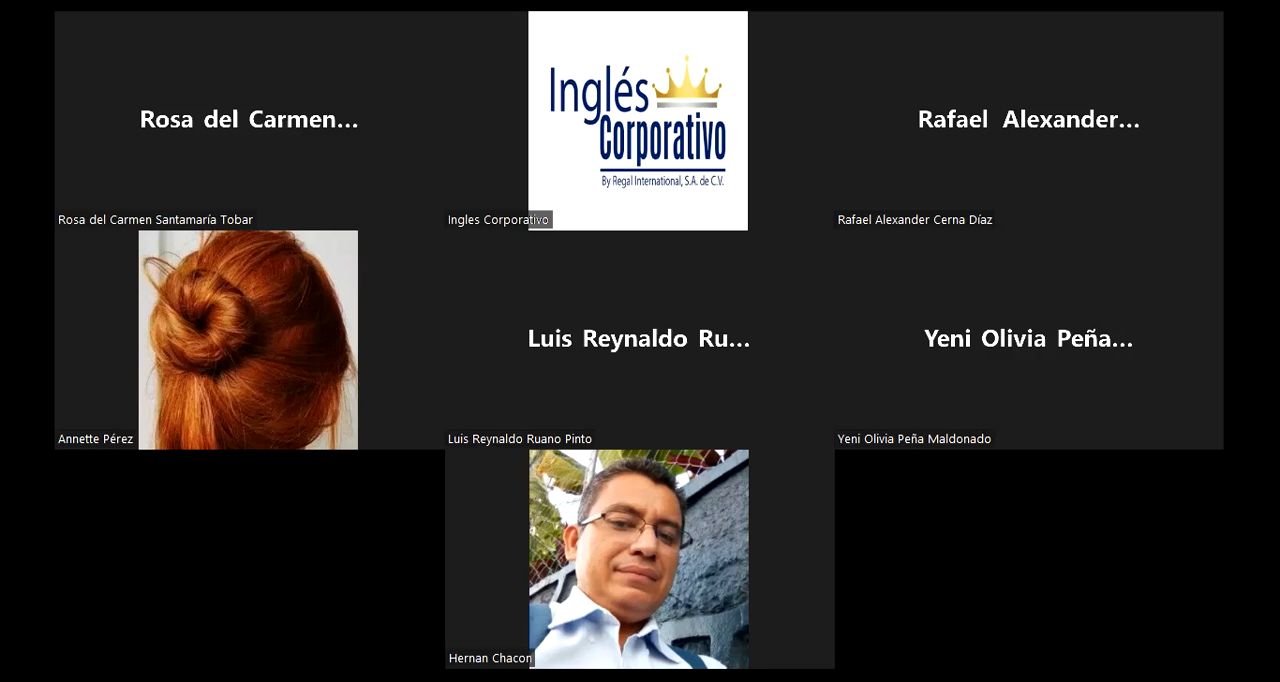 Rosa del Carmen...
Rosa del Carmen Santamaría Tobar
Inglés
Corporativo
By Regal International, S.A. de C.V.
Ingles Corporativo
Rafael Alexander...
Rafael Alexander Cerna Díaz
Annette Pérez
Luis Reynaldo Ru...
Luis Reynaldo Ruano Pinto
Yeni Olivia Peña...
Yeni Olivia Peña Maldonado
Hernan Chacon